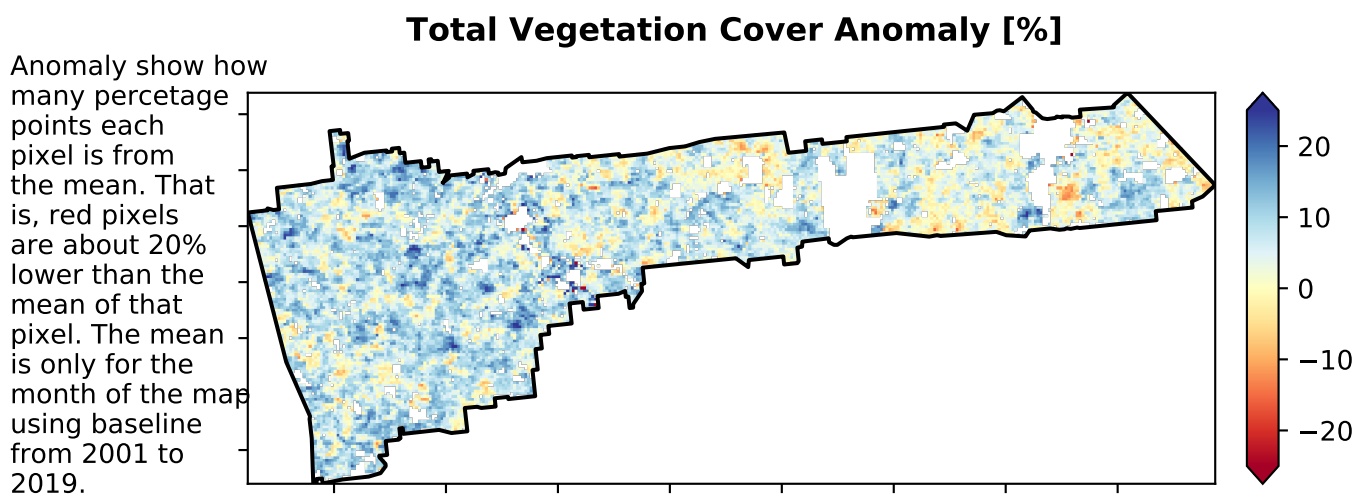 Total Vegetation Cover Anomaly [%]
Anomaly show how
many percetage
points each
pixel is from
the mean. That
is, red pixels
are about 20%
lower than the
mean of that
pixel. The mean
is only for the
month of the map
using baseline
from 2001 to
2019.
20
10
0
−10
−20